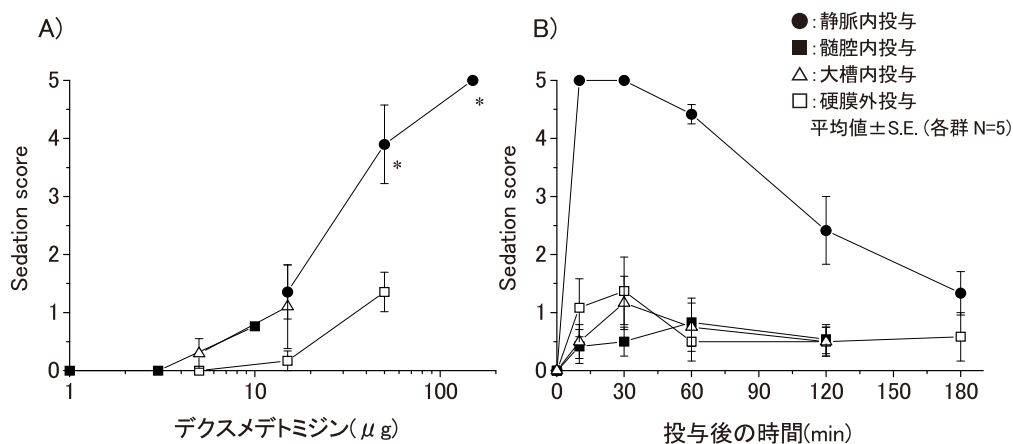 A)
Sedation score
5
4
3
2
1
0
1
10
100
*
*
デクスメデトミジン(μg)
B)
Sedation score
5
4
3
2
1
0
0
30
60
90
120
150
180
投与後の時間(min)
●:静脈内投与
■:髄腔内投与
△:大槽内投与
□:硬膜外投与
平均値±S.E.(各群 N=5)